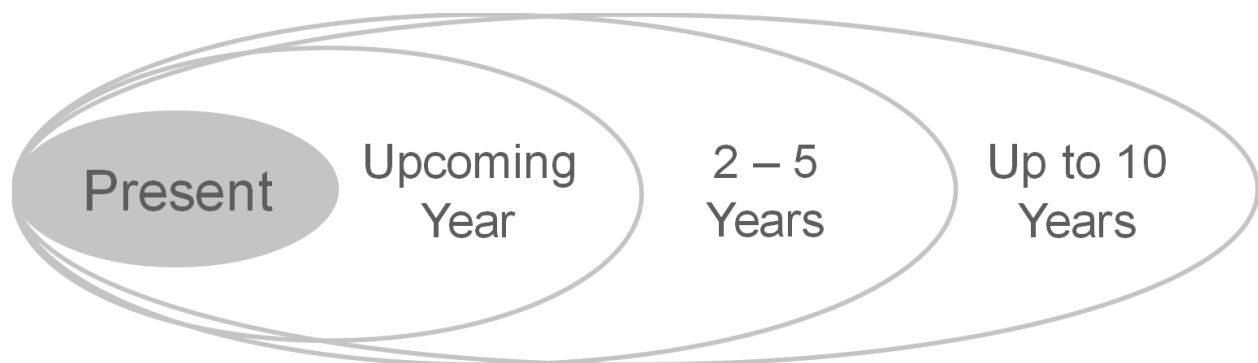 Present
Upcoming
Year
2 – 5
Years
Up to 10
Years